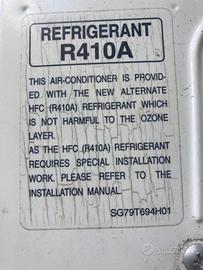 REFRIGERANT
R410A
THIS AIR-CONDITIONER IS PROVID-
ED WITH THE NEW ALTERNATE
HFC (R410A) REFRIGERANT WHICH
IS NOT HARMFUL TO THE OZONE
LAYER.
AS THE HFC (R410A) REFRIGERANT
REQUIRES SPECIAL INSTALLATION
WORK, PLEASE REFER TO THE
INSTALLATION MANUAL.
SG79T694H01
subito